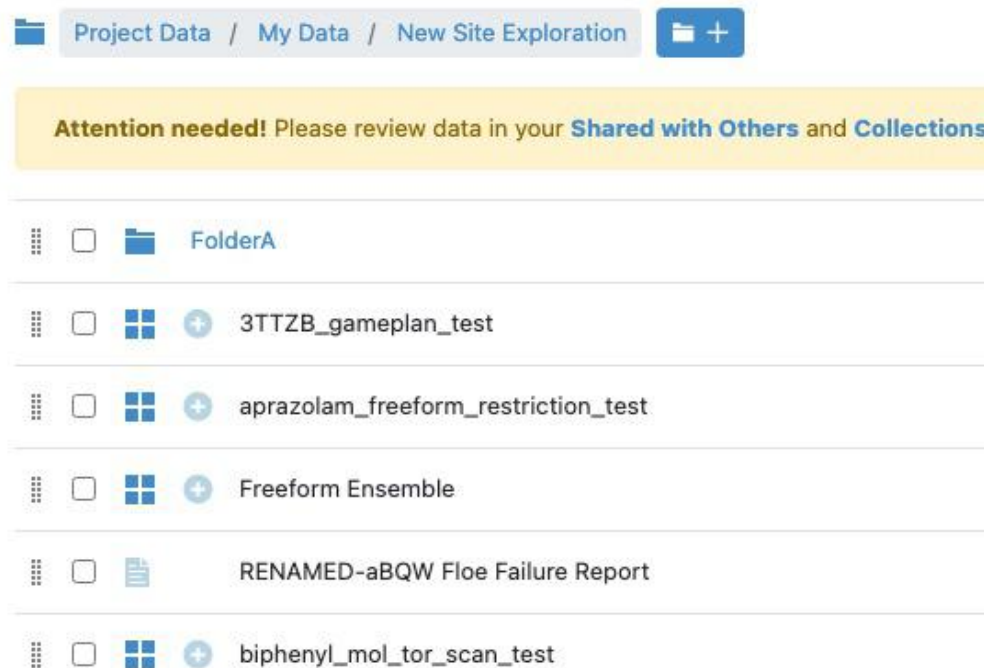 Project Data / My Data / New Site Exploration
Attention needed! Please review data in your Shared with Others and Collections
FolderA
3TTZB_gameplan_test
aprazolam_freeform_restriction_test
Freeform Ensemble
RENAMED-aBQW Floe Failure Report
biphenyl_mol_tor_scan_test